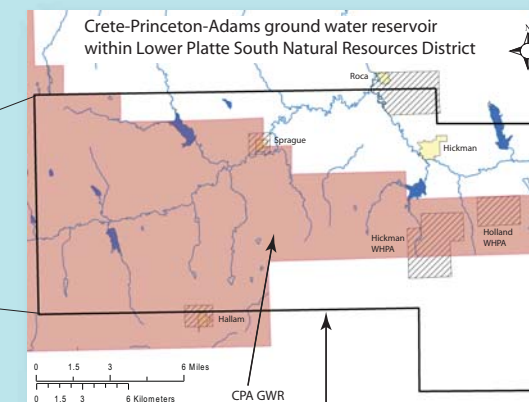 Crete-Princeton-Adams ground water reservoir
within Lower Platte South Natural Resources District
N
Roca
Sprague
Hickman
Hickman
WHPA
Holland
WHPA
Hallam
0 1.5 3 6 Miles
0 1.5 3 6 Kilometers
CPA GWR